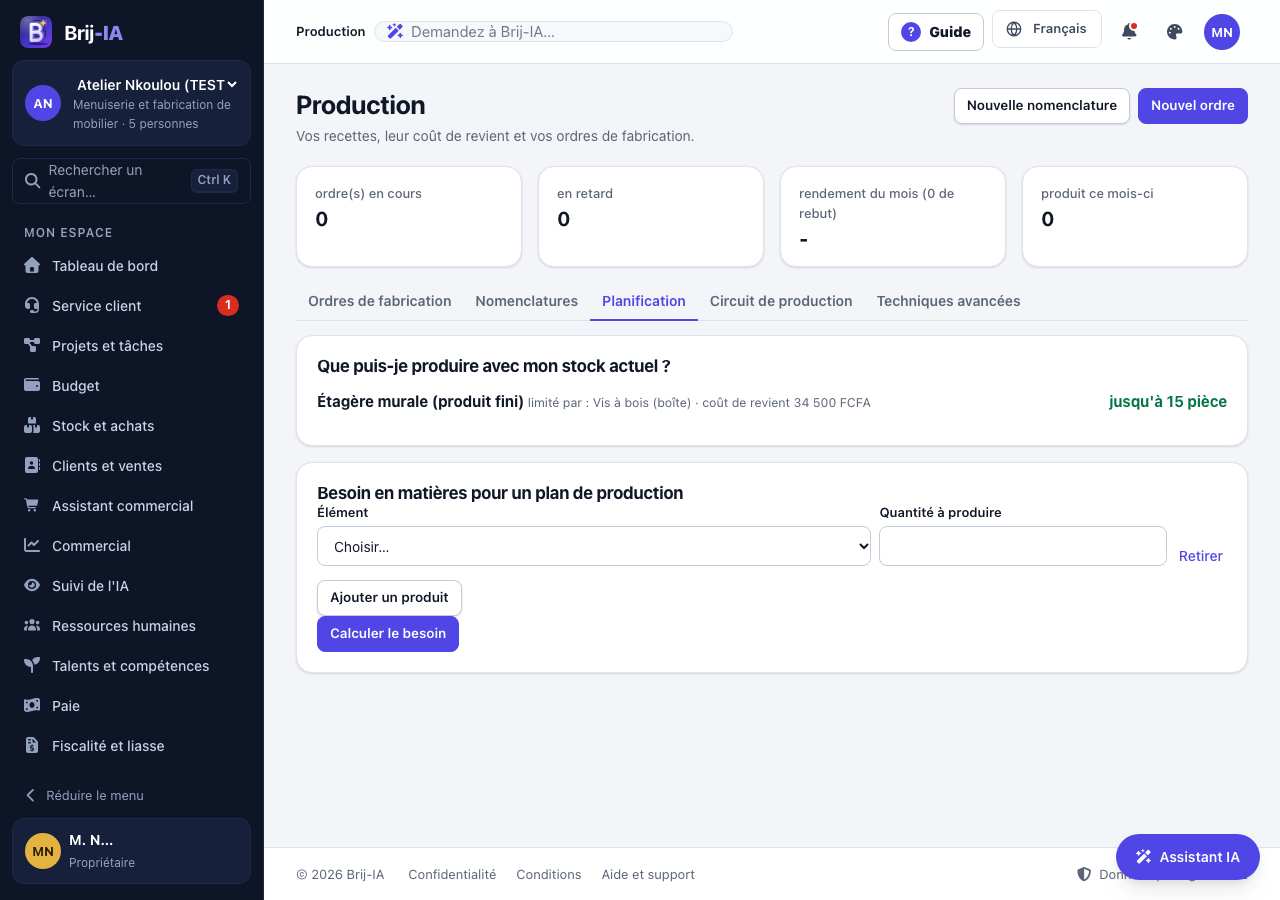 Brij-IA
AN
Atelier Nkoulou (TEST
Menuiserie et fabrication de
mobilier · 5 personnes
Rechercher un
écran...
Ctrl K
MON ESPACE
Tableau de bord
Service client
1
Projets et tâches
Budget
Stock et achats
Clients et ventes
Assistant commercial
Commercial
Suivi de l'IA
Ressources humaines
Talents et compétences
Paie
Fiscalité et liasse
Réduire le menu
MN
M. N...
Propriétaire
Production
Demandez à Brij-IA...
? Guide
Français
MN
Production
Vos recettes, leur coût de revient et vos ordres de fabrication.
Nouvelle nomenclature
Nouvel ordre
ordre(s) en cours
0
en retard
0
rendement du mois (0 de
rebut)
-
produit ce mois-ci
0
Ordres de fabrication
Nomenclatures
Planification
Circuit de production
Techniques avancées
Que puis-je produire avec mon stock actuel ?
Étagère murale (produit fini) limité par : Vis à bois (boîte) · coût de revient 34 500 FCFA
jusqu'à 15 pièce
Besoin en matières pour un plan de production
Élément
Quantité à produire
Choisir...
Retirer
Ajouter un produit
Calculer le besoin
© 2026 Brij-IA
Confidentialité
Conditions
Aide et support
Assistant IA